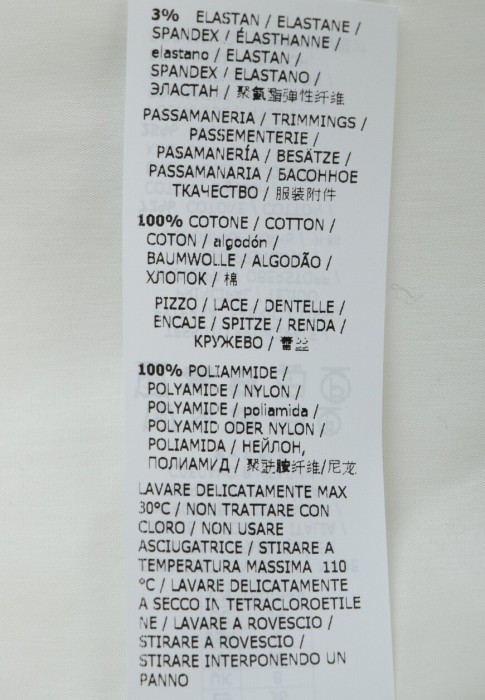 3% ELASTAN / ELASTANE /
SPANDEX / ÉLASTHANNE /
elastano / ELASTAN /
SPANDEX / ELASTANO /
ЭЛАСТАН / 聚氨酯弹性纤维
PASSAMANERIA / TRIMMINGS /
PASSEMENTERIE /
PASAMANERÍA / BESÄTZE /
PASSAMANARIA / БАСОННОЕ
ТКАЧЕСТВО / 服装附件
100% COTONE / COTTON /
COTON / algodón /
BAUMWOLLE / ALGODÃO /
ХЛОПОК / 棉
PIZZO / LACE / DENTELLE /
ENCAJE / SPITZE / RENDA /
КРУЖЕВО / 蕾丝
100% POLIAMMIDE /
POLYAMIDE / NYLON /
POLYAMIDE / poliamida /
POLYAMID ODER NYLON /
POLIAMIDA / НЕЙЛОН,
ПОЛИАМИД / 聚酰胺纤维/尼龙
LAVARE DELICATAMENTE MAX
30°C / NON TRATTARE CON
CLORO / NON USARE
ASCIUGATRICE / STIRARE A
TEMPERATURA MASSIMA 110
°C / LAVARE DELICATAMENTE
A SECCO IN TETRACLOROETILE
NE / LAVARE A ROVESCIO /
STIRARE A ROVESCIO /
STIRARE INTERPONENDO UN
PANNO